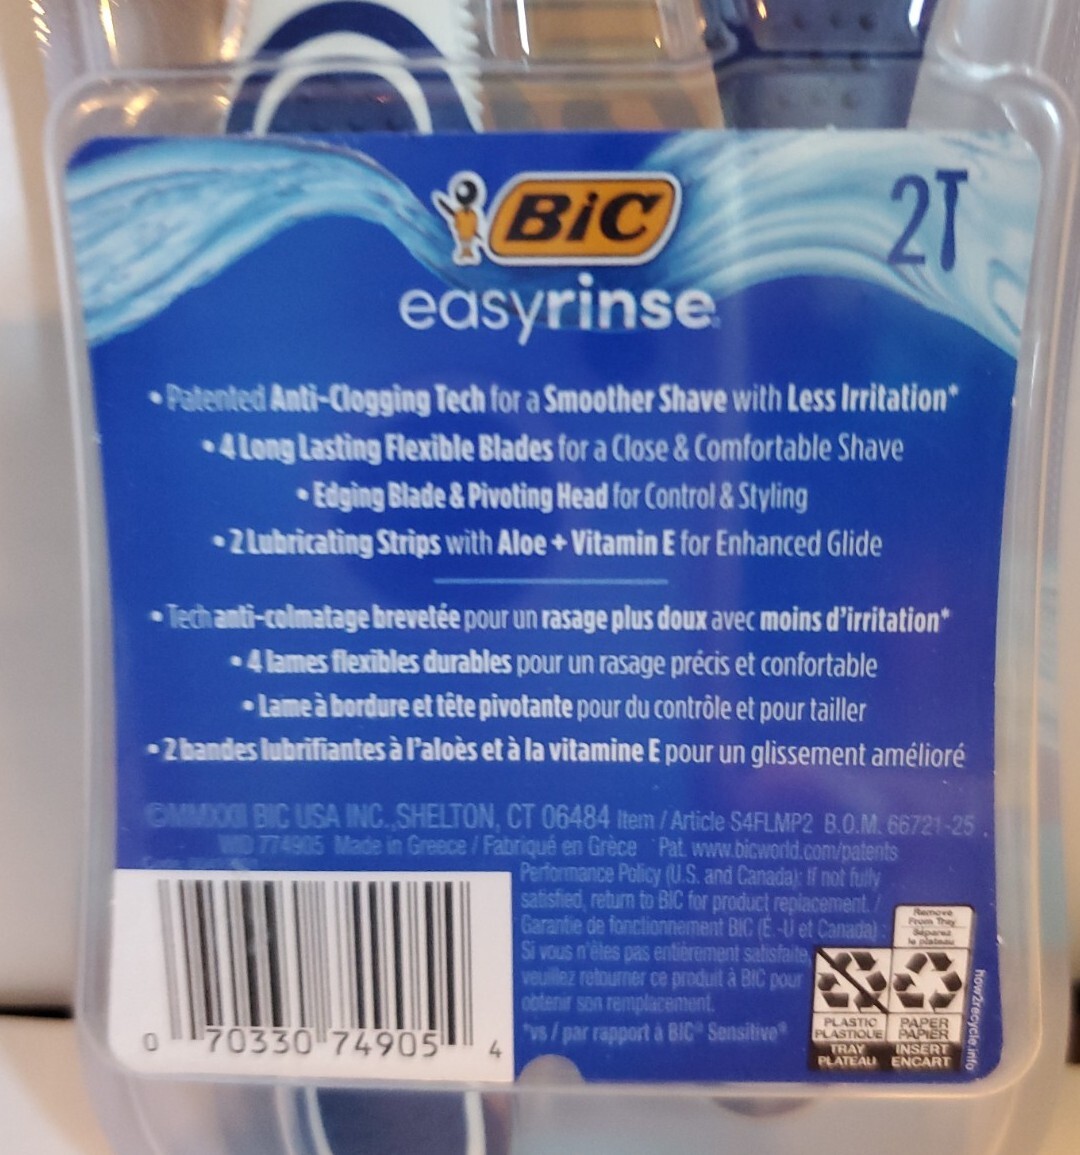 BiC
2T
easyrinse.
• Patented Anti-Clogging Tech for a Smoother Shave with Less Irritation*
• 4 Long Lasting Flexible Blades for a Close & Comfortable Shave
• Edging Blade & Pivoting Head for Control & Styling
• 2 Lubricating Strips with Aloe + Vitamin E for Enhanced Glide
• Tech anti-colmatage brevetée pour un rasage plus doux avec moins d'irritation*
• 4 lames flexibles durables pour un rasage précis et confortable
• Lame à bordure et tête pivotante pour du contrôle et pour tailler
• 2 bandes lubrifiantes à l'aloès et à la vitamine E pour un glissement amélioré
©MMXXII BIC USA INC., SHELTON, CT 06484 Item / Article S4FLMP2 B.O.M. 66721-25
WD 774905 Made in Greece / Fabriqué en Grèce Pat. www.bicworld.com/patents
Performance Policy (U.S. and Canada): If not fully
satisfied, return to BIC for product replacement. /
Garantie de fonctionnement BIC (É.-U et Canada) :
Si vous n'êtes pas entièrement satisfaite,
veuillez retourner ce produit à BIC pour
obtenir son remplacement.
*vs / par rapport à BIC® Sensitive®
0 70330 74905 4
Remove
From Tray
Séparez
le plateau
PLASTIC
PLASTIQUE
TRAY
PLATEAU
PAPER
PAPIER
INSERT
ENCART
how2recycle.info